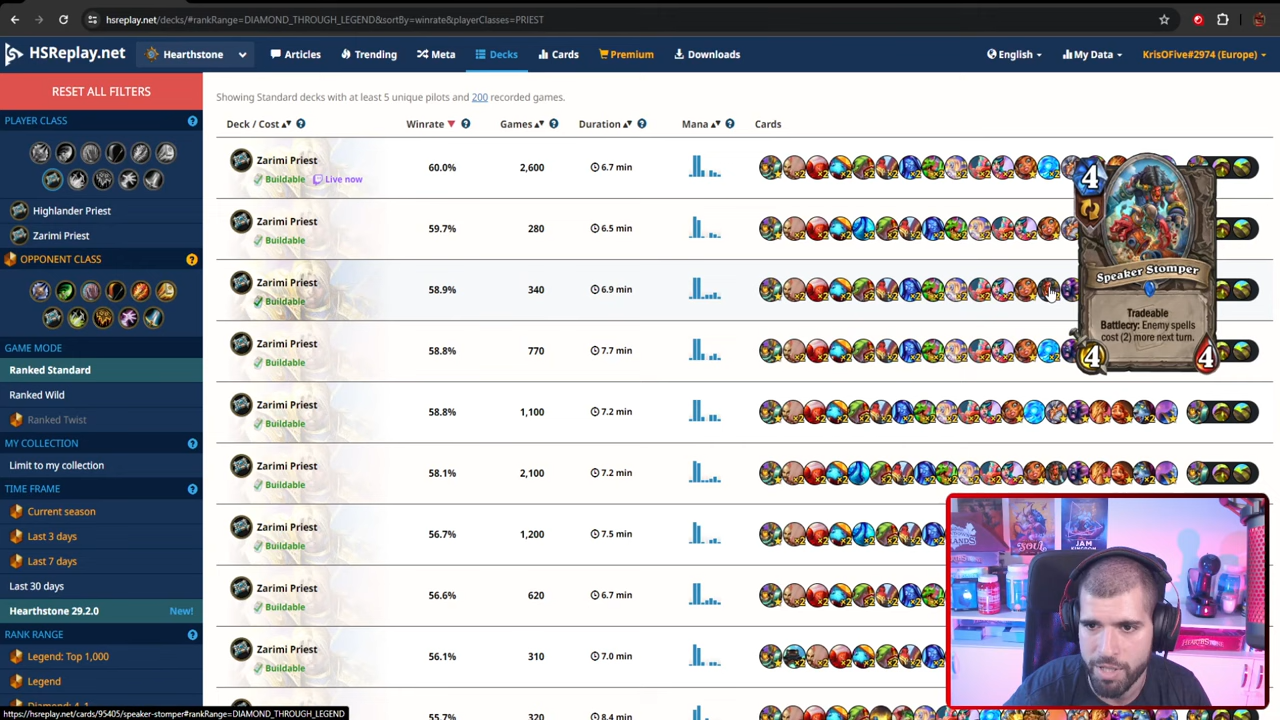 hsreplay.net/decks/#rankRange=DIAMOND_THROUGH_LEGEND&sortBy=winrate&playerClasses=PRIEST
HSReplay.net
Hearthstone
Articles
Trending
Meta
Decks
Cards
Premium
Downloads
English
My Data
KrisOFive#2974 (Europe)
RESET ALL FILTERS
PLAYER CLASS
Highlander Priest
Zarimi Priest
OPPONENT CLASS
GAME MODE
Ranked Standard
Ranked Wild
Ranked Twist
MY COLLECTION
Limit to my collection
TIME FRAME
Current season
Last 3 days
Last 7 days
Last 30 days
Hearthstone 29.2.0 New!
RANK RANGE
Legend: Top 1,000
Legend
Showing Standard decks with at least 5 unique pilots and 200 recorded games.
Deck / Cost Winrate Games Duration Mana Cards
Zarimi Priest 60.0% 2,600 6.7 min
Buildable Live now
Zarimi Priest 59.7% 280 6.5 min
Buildable
Zarimi Priest 58.9% 340 6.9 min
Buildable
Zarimi Priest 58.8% 770 7.7 min
Buildable
Zarimi Priest 58.8% 1,100 7.2 min
Buildable
Zarimi Priest 58.1% 2,100 7.2 min
Buildable
Zarimi Priest 56.7% 1,200 7.5 min
Buildable
Zarimi Priest 56.6% 620 6.7 min
Buildable
Zarimi Priest 56.1% 310 7.0 min
Buildable
55.7% 320 8.4 min
4
Speaker Stomper
Tradeable
Battlecry: Enemy spells
cost (2) more next turn.
4 4
SOUL
JAM
KINGDOM
https://hsreplay.net/cards/95405/speaker-stomper#rankRange=DIAMOND_THROUGH_LEGEND